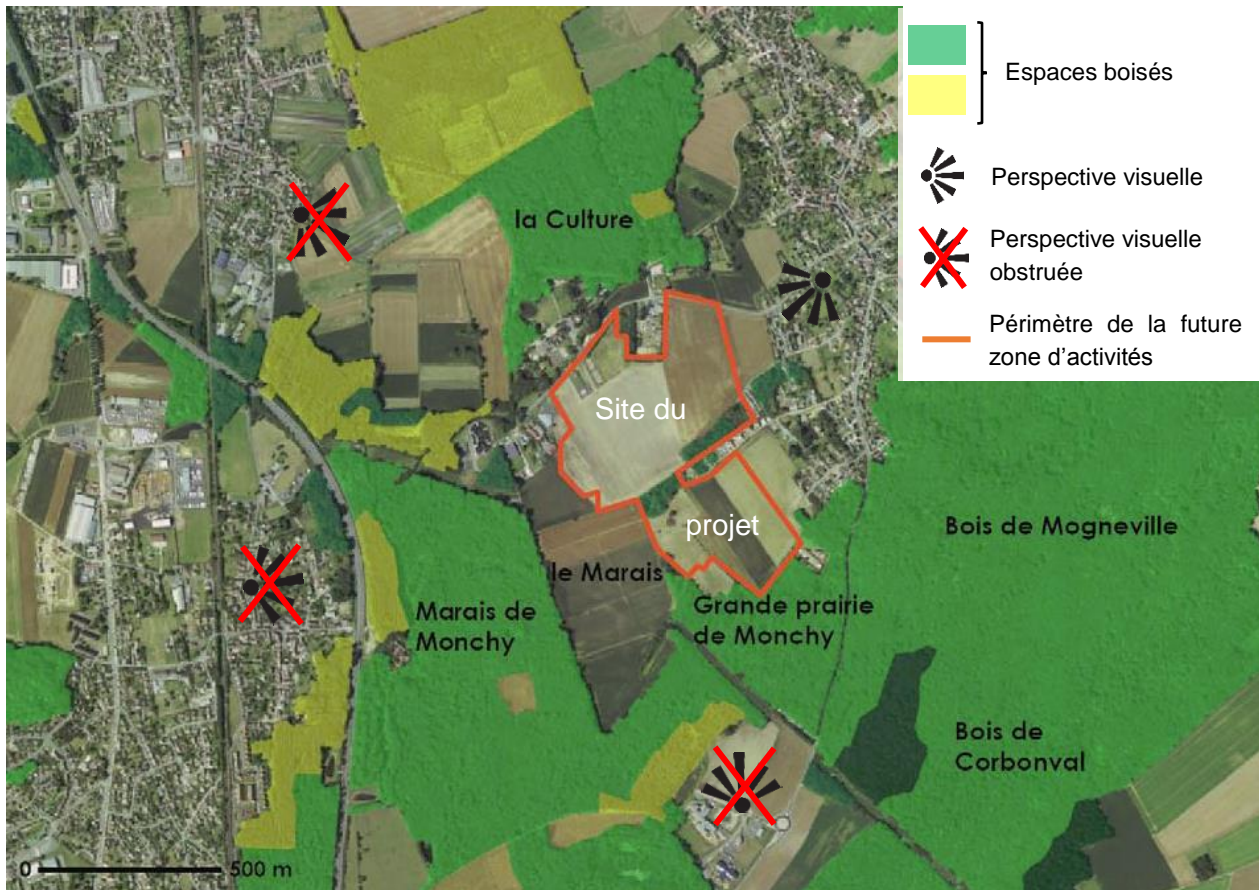 Espaces boisés
Perspective visuelle
Perspective visuelle
obstruée
Périmètre de la future
zone d'activités
la Culture
Site du
projet
Bois de Mogneville
le Marais
Marais de
Monchy
Grande prairie
de Monchy
Bois de
Corbonval
0 500 m